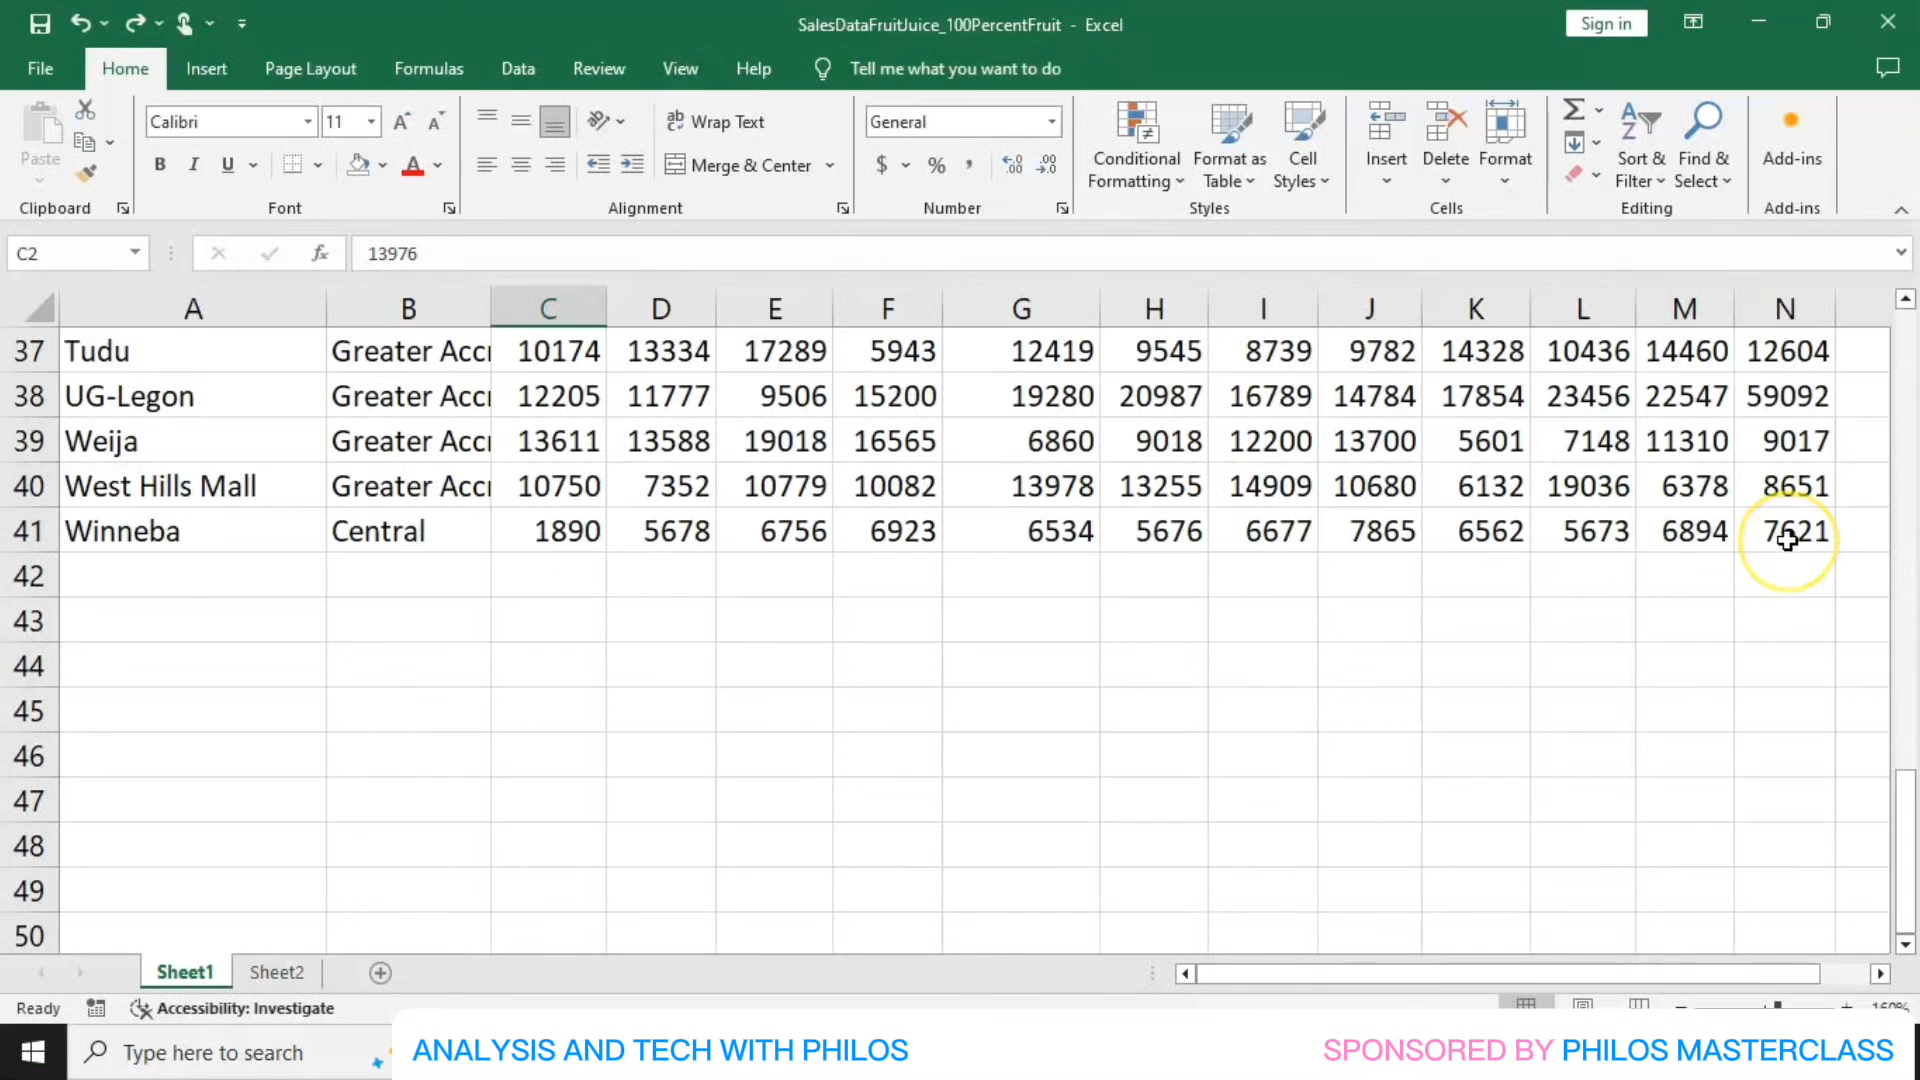 SalesDataFruitJuice_100PercentFruit - Excel
Sign in
File Home Insert Page Layout Formulas Data Review View Help Tell me what you want to do
Paste
Calibri 11
Wrap Text
General
Merge & Center
Conditional Formatting
Format as Table
Cell Styles
Insert Delete Format
Sort & Filter
Find & Select
Add-ins
Clipboard Font Alignment Number Styles Cells Editing Add-ins
C2 fx 13976
A B C D E F G H I J K L M N
37 Tudu Greater Accr 10174 13334 17289 5943 12419 9545 8739 9782 14328 10436 14460 12604
38 UG-Legon Greater Accr 12205 11777 9506 15200 19280 20987 16789 14784 17854 23456 22547 59092
39 Weija Greater Accr 13611 13588 19018 16565 6860 9018 12200 13700 5601 7148 11310 9017
40 West Hills Mall Greater Accr 10750 7352 10779 10082 13978 13255 14909 10680 6132 19036 6378 8651
41 Winneba Central 1890 5678 6756 6923 6534 5676 6677 7865 6562 5673 6894 7621
42
43
44
45
46
47
48
49
50
Sheet1 Sheet2
Ready Accessibility: Investigate 160%
Type here to search
ANALYSIS AND TECH WITH PHILOS
SPONSORED BY PHILOS MASTERCLASS